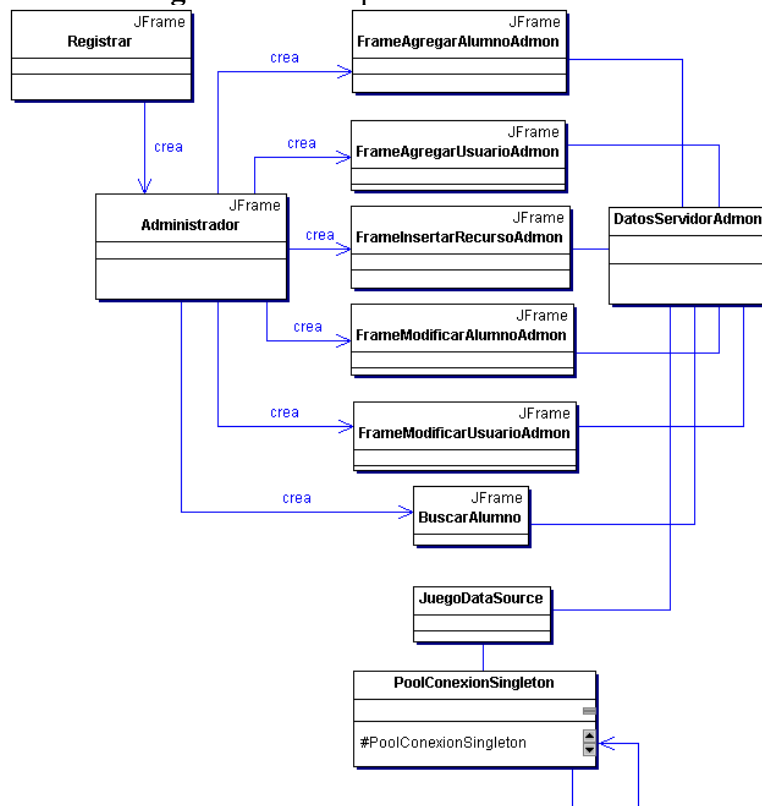 JFrame
Registrar
crea
JFrame
Administrador
crea
JFrame
FrameAgregarAlumnoAdmon
crea
JFrame
FrameAgregarUsuarioAdmon
crea
JFrame
FrameInsertarRecursoAdmon
crea
JFrame
FrameModificarAlumnoAdmon
crea
JFrame
FrameModificarUsuarioAdmon
crea
JFrame
BuscarAlumno
DatosServidorAdmon
JuegoDataSource
PoolConexionSingleton
#PoolConexionSingleton